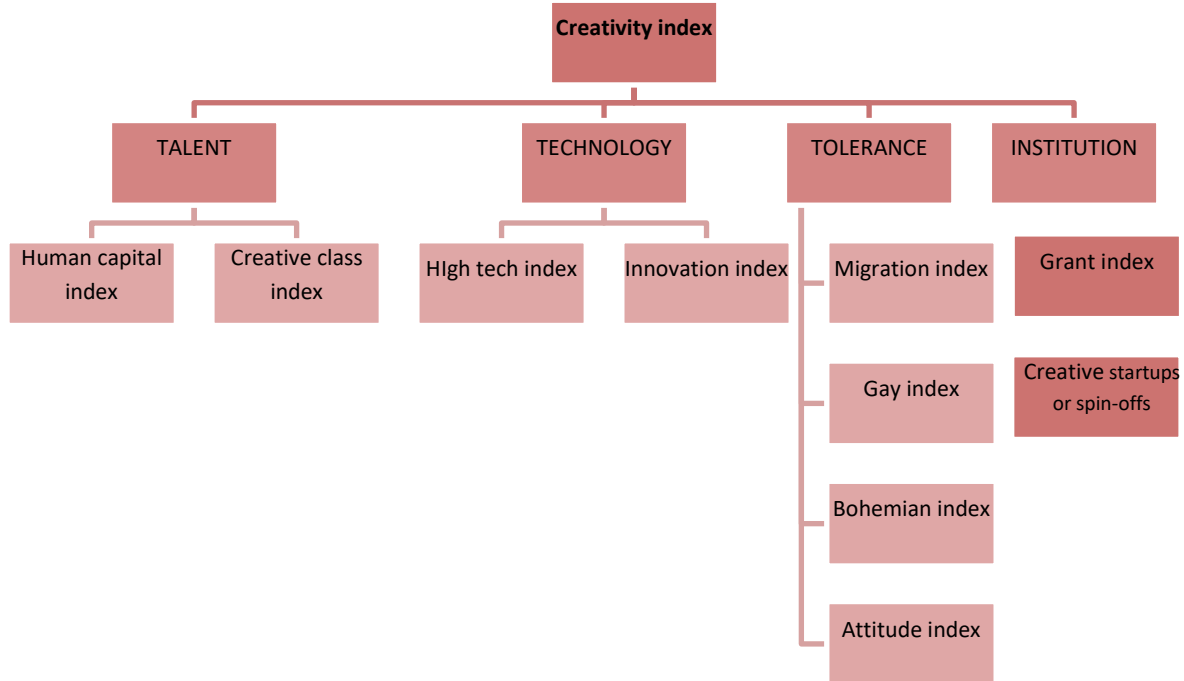 Creativity index
TALENT
TECHNOLOGY
TOLERANCE
INSTITUTION
Human capital
index
Creative class
index
HIgh tech index
Innovation index
Migration index
Grant index
Gay index
Creative startups
or spin-offs
Bohemian index
Attitude index